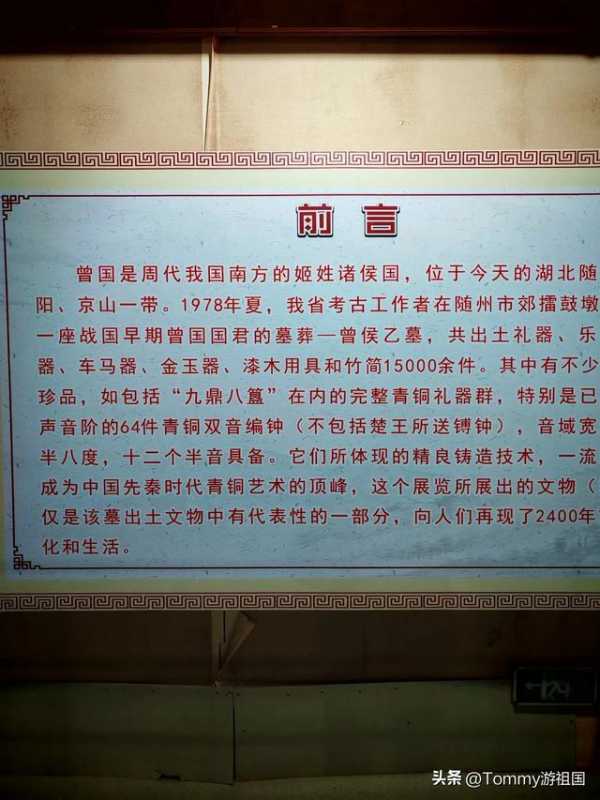 前言
曾国是周代我国南方的姬姓诸侯国，位于今天的湖北随
阳、京山一带。1978年夏，我省考古工作者在随州市郊擂鼓墩
一座战国早期曾国国君的墓葬—曾侯乙墓，共出土礼器、乐
器、车马器、金玉器、漆木用具和竹简15000余件。其中有不少
珍品，如包括“九鼎八簋”在内的完整青铜礼器群，特别是已
声音阶的64件青铜双音编钟（不包括楚王所送镈钟），音域宽
半八度，十二个半音具备。它们所体现的精良铸造技术，一流
成为中国先秦时代青铜艺术的顶峰，这个展览所展出的文物（
仅是该墓出土文物中有代表性的一部分，向人们再现了2400年
化和生活。
头条 @Tommy游祖国